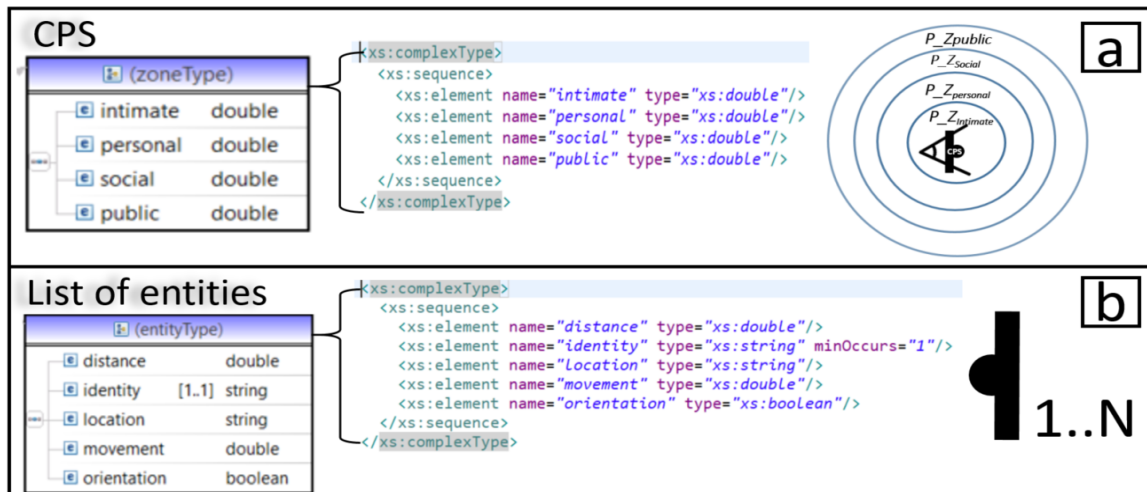 CPS
(zoneType)
intimate double
personal double
social double
public double
<xs:complexType>
<xs:sequence>
<xs:element name="intimate" type="xs:double"/>
<xs:element name="personal" type="xs:double"/>
<xs:element name="social" type="xs:double"/>
<xs:element name="public" type="xs:double"/>
</xs:sequence>
</xs:complexType>
a
P_Zpublic
P_ZSocial
P_Zpersonal
P_ZIntimate
CPS
List of entities
(entityType)
distance double
identity [1..1] string
location string
movement double
orientation boolean
<xs:complexType>
<xs:sequence>
<xs:element name="distance" type="xs:double"/>
<xs:element name="identity" type="xs:string" minOccurs="1"/>
<xs:element name="location" type="xs:string"/>
<xs:element name="movement" type="xs:double"/>
<xs:element name="orientation" type="xs:boolean"/>
</xs:sequence>
</xs:complexType>
b
1..N